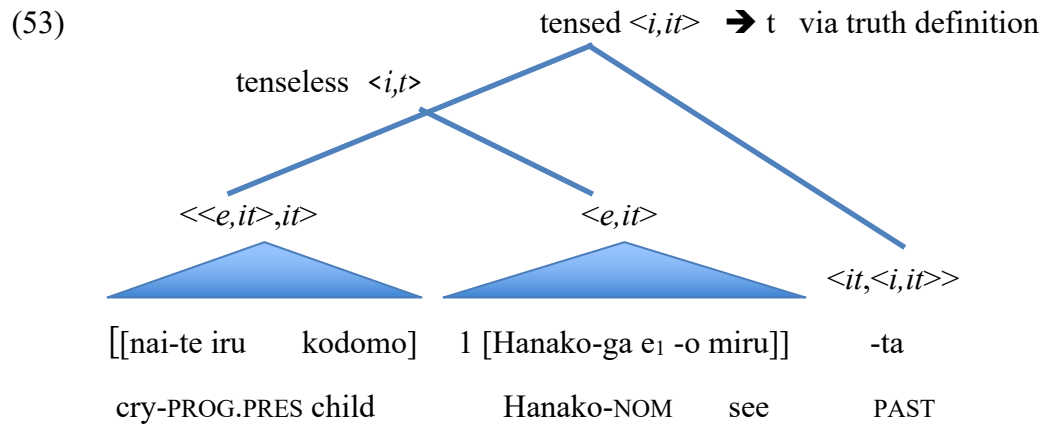 (53) tensed <i,it> ➔ t via truth definition
tenseless <i,t>
<<e,it>,it> <e,it>
<it,<i,it>>
[[nai-te iru kodomo] 1 [Hanako-ga e₁ -o miru]] -ta
cry-PROG.PRES child Hanako-NOM see PAST